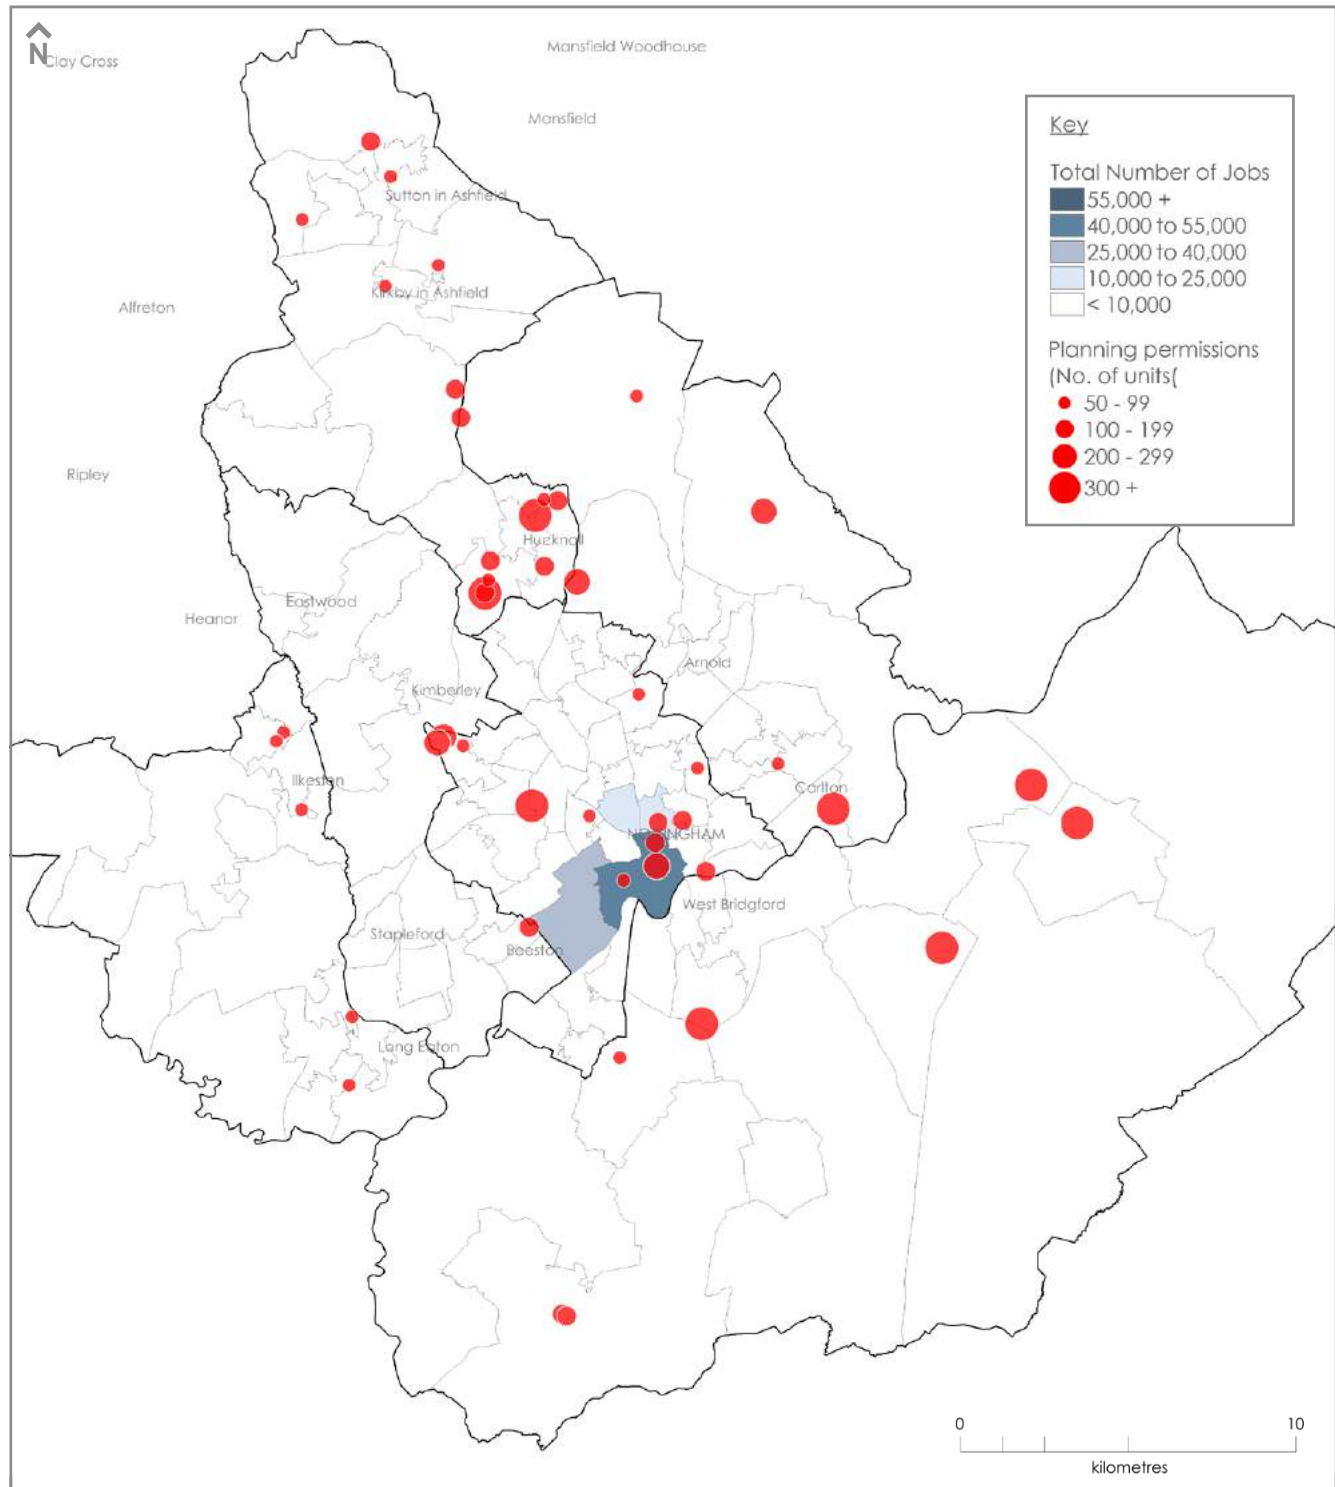 N
Clay Cross
Mansfield Woodhouse
Mansfield
Key
Total Number of Jobs
55,000 +
40,000 to 55,000
25,000 to 40,000
10,000 to 25,000
< 10,000
Planning permissions
(No. of units(
50 - 99
100 - 199
200 - 299
300 +
Sutton in Ashfield
Kirkby in Ashfield
Alfreton
Ripley
Hucknall
Eastwood
Heanor
Arnold
Kimberley
Ilkeston
Carlton
NOTTINGHAM
West Bridgford
Stapleford
Beeston
Long Eaton
0 10
kilometres